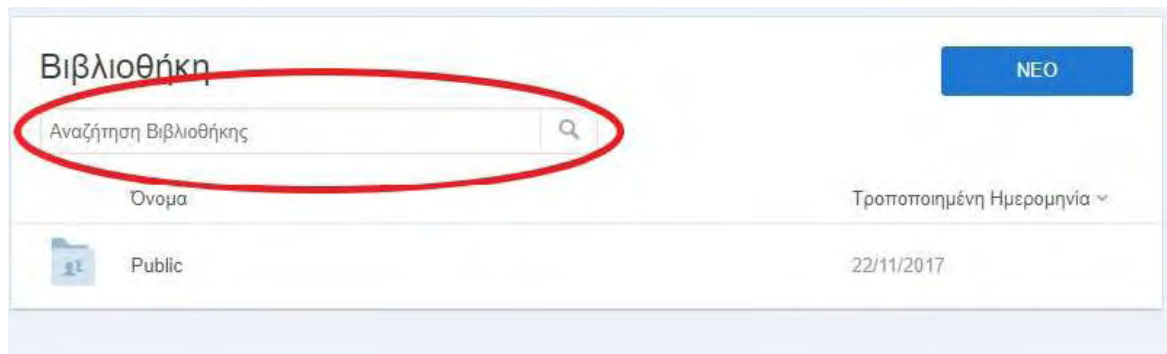 Βιβλιοθήκη
ΝΕΟ
Αναζήτηση Βιβλιοθήκης
Όνομα
Τροποποιημένη Ημερομηνία
Public
22/11/2017